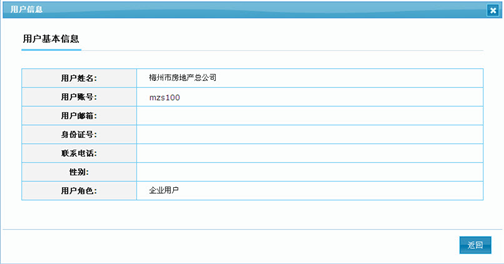 用户信息
用户基本信息
用户姓名: 梅州市房地产总公司
用户账号: mzs100
用户邮箱:
身份证号:
联系电话:
性别:
用户角色: 企业用户
返回